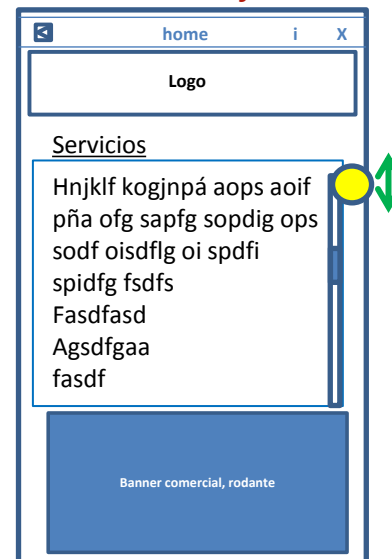 home i X
Logo
Servicios
Hnjklf kogjnpá aops aoif
pña ofg sapfg sopdig ops
sodf oisdflg oi spdfi
spidfg fsdfs
Fasdfasd
Agsdfgaa
fasdf
Banner comercial, rodante